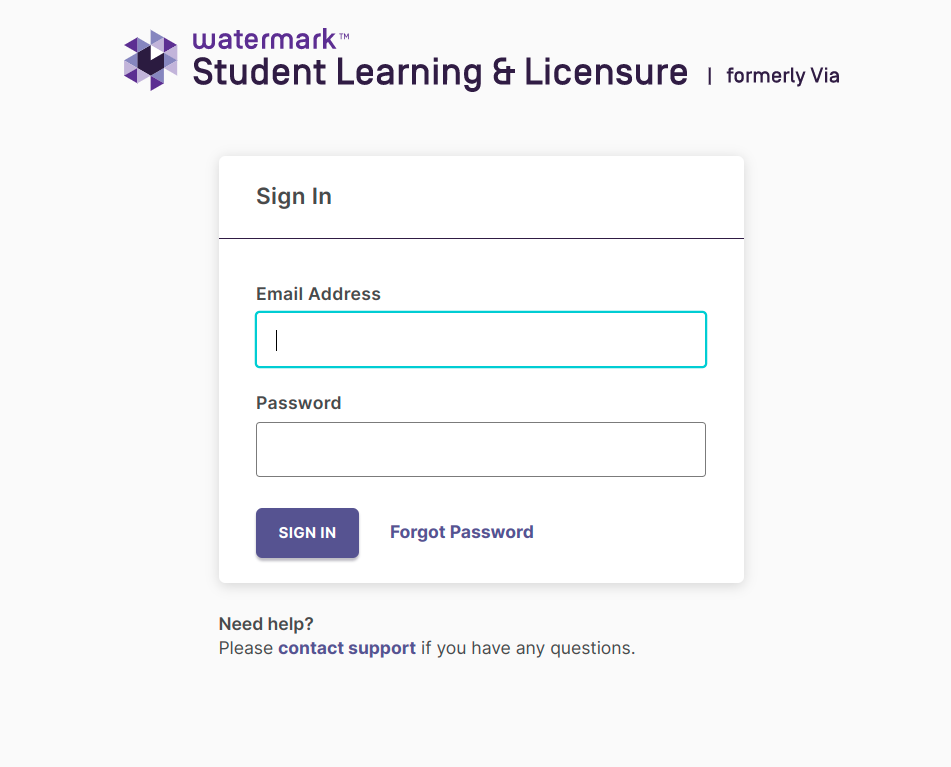 watermark™
Student Learning & Licensure | formerly Via
Sign In
Email Address
Password
SIGN IN Forgot Password
Need help?
Please contact support if you have any questions.